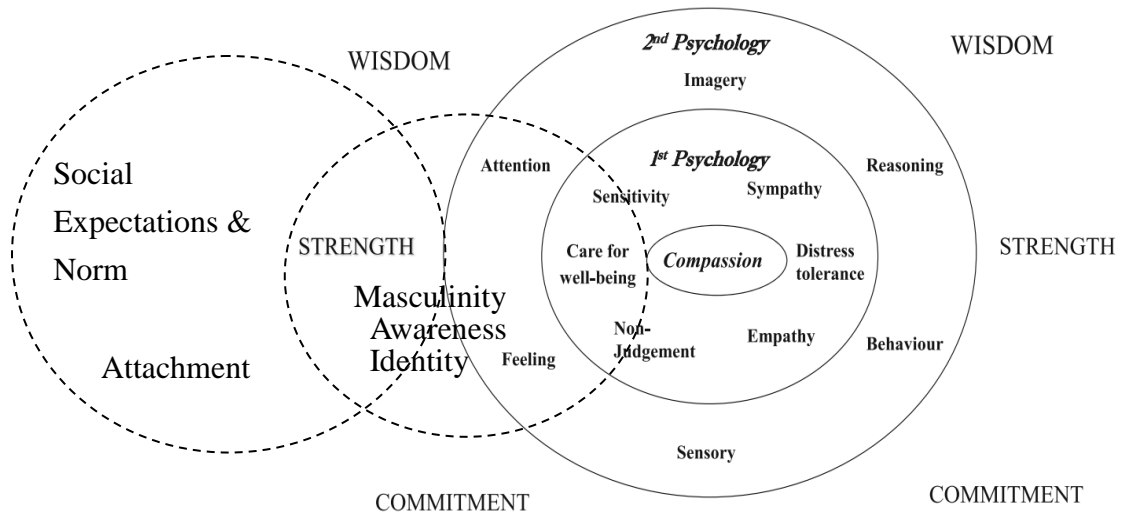 2nd Psychology
WISDOM
WISDOM
Imagery
Attention
1st Psychology
Reasoning
Social
Expectations &
Norm
Sensitivity
Sympathy
STRENGTH
Care for
well-being
Compassion
Distress
tolerance
STRENGTH
Masculinity
Awareness
Identity
Non-
Judgement
Empathy
Behaviour
Attachment
Feeling
Sensory
COMMITMENT
COMMITMENT